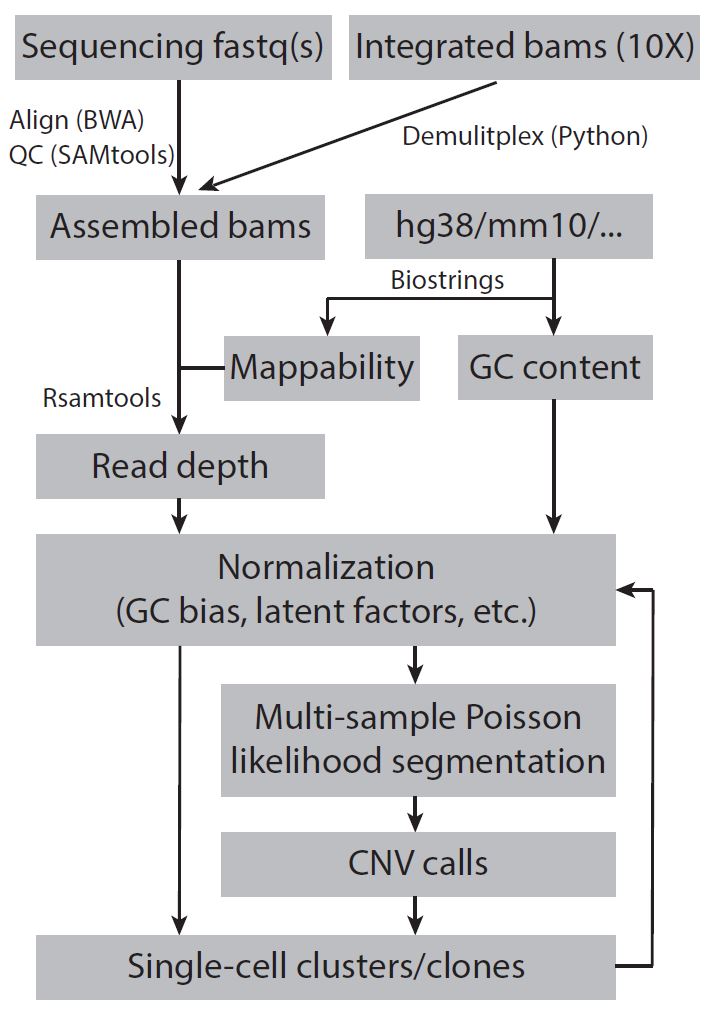 Sequencing fastq(s)
Integrated bams (10X)
Align (BWA)
QC (SAMtools)
Demulitplex (Python)
Assembled bams
hg38/mm10/...
Biostrings
Mappability
GC content
Rsamtools
Read depth
Normalization
(GC bias, latent factors, etc.)
Multi-sample Poisson
likelihood segmentation
CNV calls
Single-cell clusters/clones